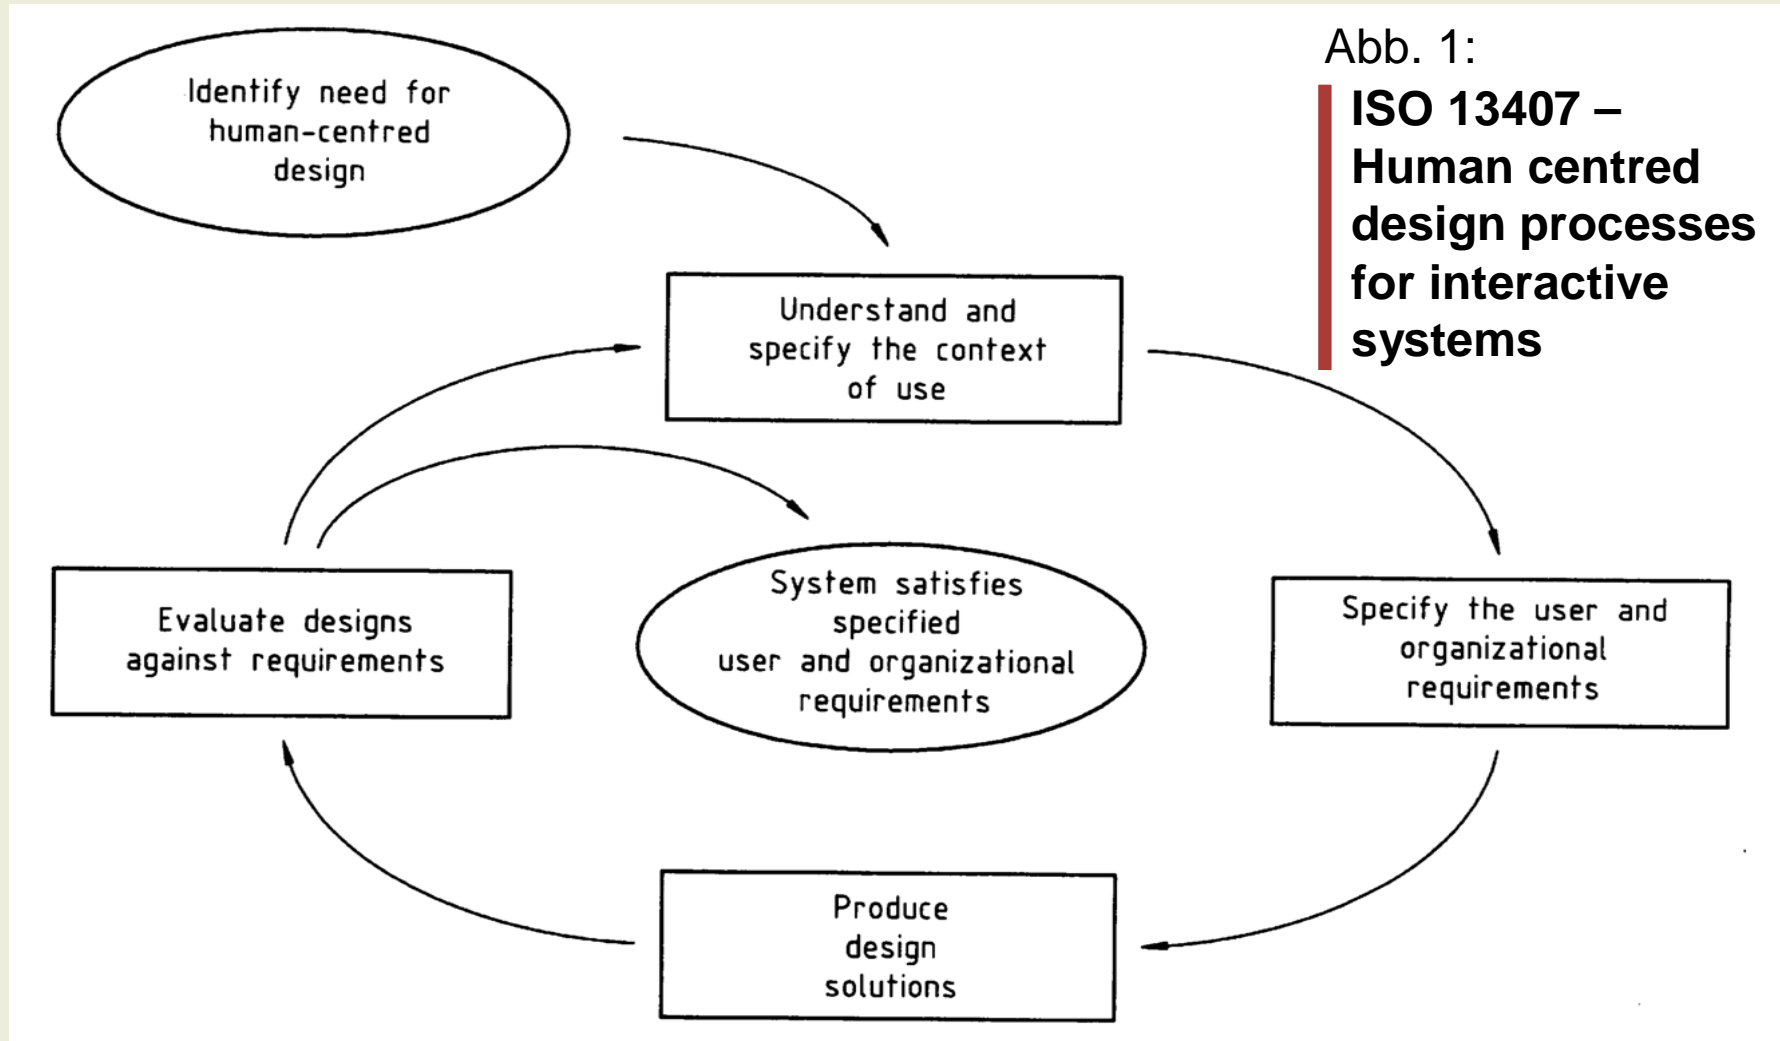 Abb. 1:
ISO 13407 –
Human centred
design processes
for interactive
systems
Identify need for
human-centred
design
Understand and
specify the context
of use
Specify the user and
organizational
requirements
Produce
design
solutions
Evaluate designs
against requirements
System satisfies
specified
user and organizational
requirements